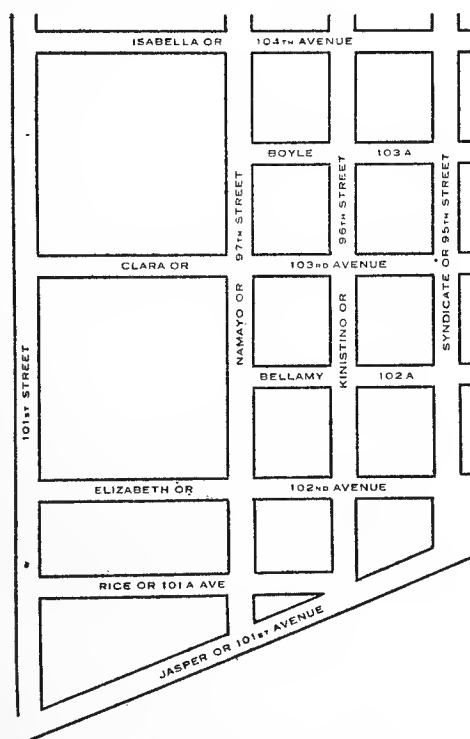 ISABELLA OR 104TH AVENUE
BOYLE 103 A
97TH STREET
96TH STREET
SYNDICATE OR 95TH STREET
CLARA OR 103RD AVENUE
NAMAYO OR
KINISTINO OR
101ST STREET
BELLAMY 102 A
ELIZABETH OR 102ND AVENUE
RICE OR 101 A AVE
JASPER OR 101ST AVENUE